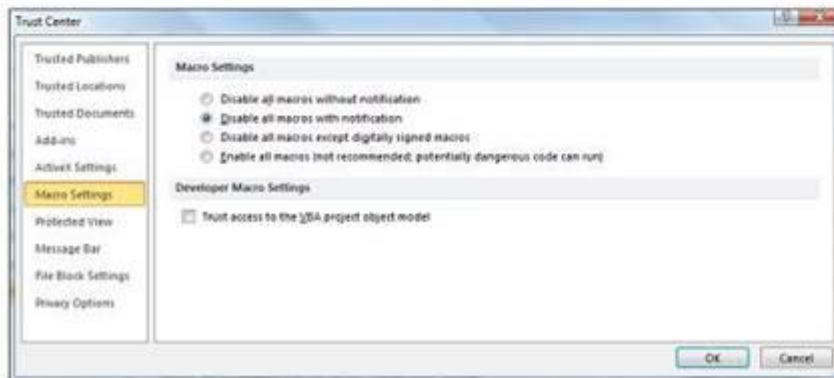 Trust Center
Trusted Publishers
Trusted Locations
Trusted Documents
Add-ins
ActiveX Settings
Macro Settings
Protected View
Message Bar
File Block Settings
Privacy Options
Macro Settings
Disable all macros without notification
Disable all macros with notification
Disable all macros except digitally signed macros
Enable all macros (not recommended; potentially dangerous code can run)
Developer Macro Settings
Trust access to the VBA project object model
OK
Cancel